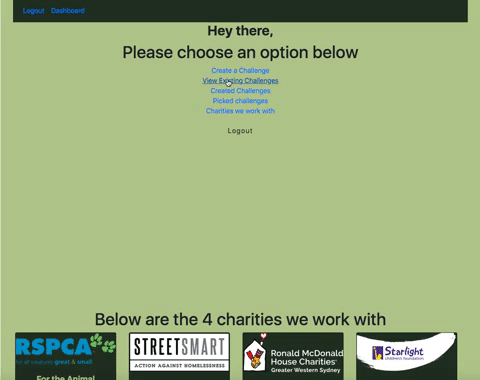 Logout Dashboard
Hey there,
Please choose an option below
Create a Challenge
View Existing Challenges
Created Challenges
Picked challenges
Charities we work with
Logout
Below are the 4 charities we work with
RSPCA
for all creatures great & small
STREETSMART
ACTION AGAINST HOMELESSNESS
Ronald McDonald
House Charities
Greater Western Sydney
Starlight
Children's Foundation
For the Animal